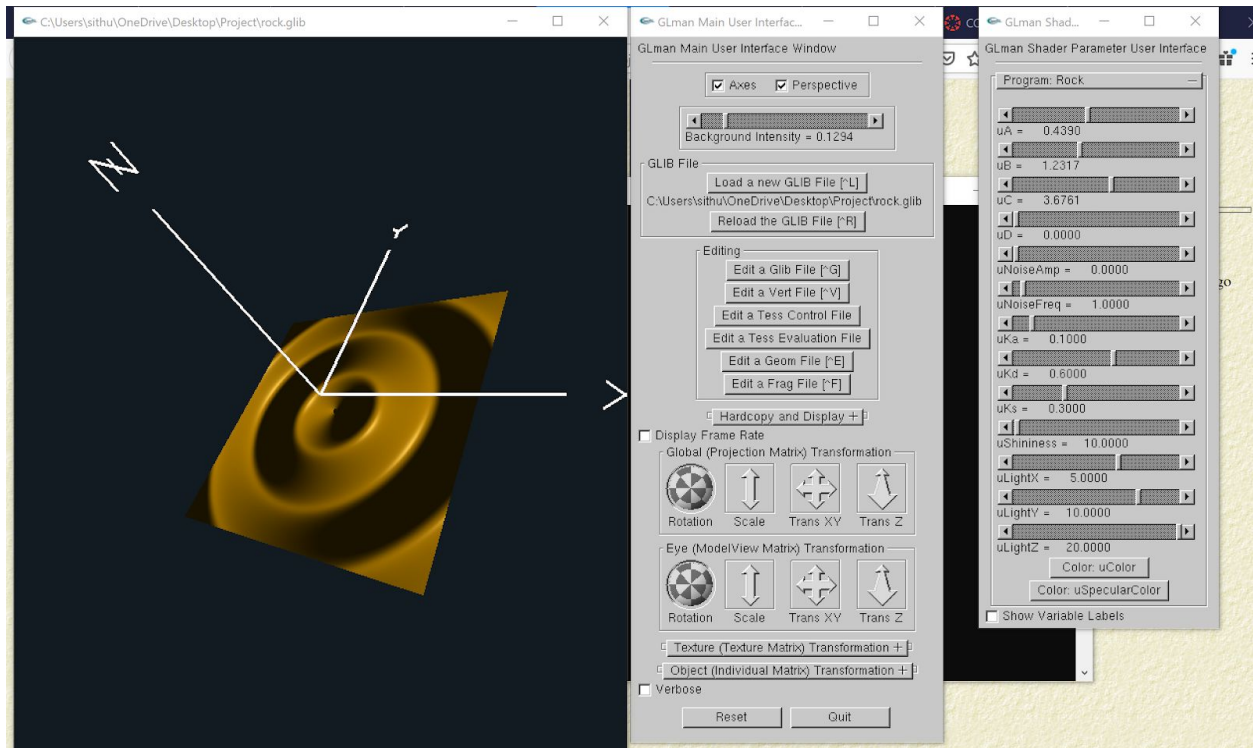 C:\Users\sithu\OneDrive\Desktop\Project\rock.glib
Z
Y
X
GLman Main User Interfac...
GLman Main User Interface Window
Axes
Perspective
Background Intensity = 0.1294
GLIB File
Load a new GLIB File [^L]
C:\Users\sithu\OneDrive\Desktop\Project\rock.glib
Reload the GLIB File [^R]
Editing
Edit a Glib File [^G]
Edit a Vert File [^V]
Edit a Tess Control File
Edit a Tess Evaluation File
Edit a Geom File [^E]
Edit a Frag File [^F]
Hardcopy and Display +
Display Frame Rate
Global (Projection Matrix) Transformation
Rotation Scale Trans XY Trans Z
Eye (ModelView Matrix) Transformation
Rotation Scale Trans XY Trans Z
Texture (Texture Matrix) Transformation +
Object (Individual Matrix) Transformation +
Verbose
Reset Quit
GLman Shad...
GLman Shader Parameter User Interface
Program: Rock
uA = 0.4390
uB = 1.2317
uC = 3.6761
uD = 0.0000
uNoiseAmp = 0.0000
uNoiseFreq = 1.0000
uKa = 0.1000
uKd = 0.6000
uKs = 0.3000
uShininess = 10.0000
uLightX = 5.0000
uLightY = 10.0000
uLightZ = 20.0000
Color: uColor
Color: uSpecularColor
Show Variable Labels